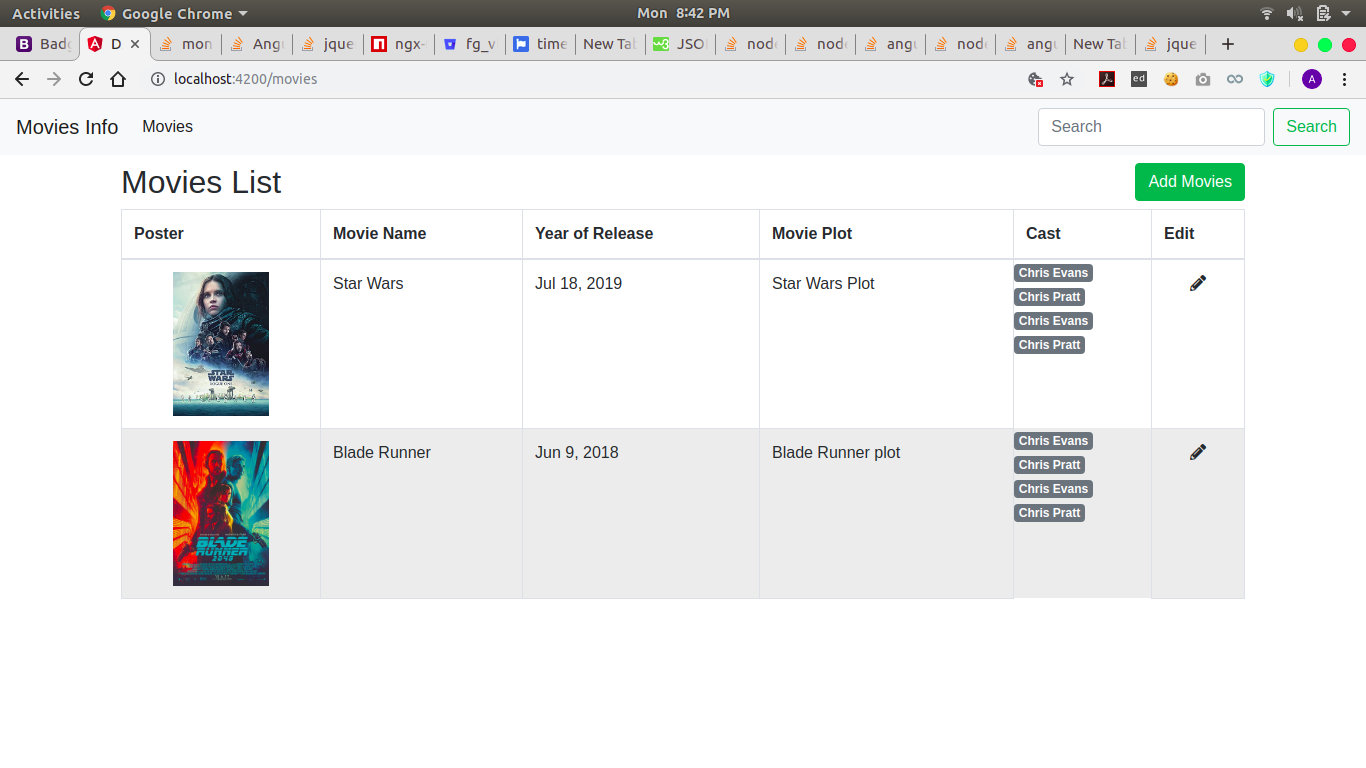 Activities Google Chrome Mon 8:42 PM
Badg D mon Angu jque ngx- fg_v time New Tab JSO node node angu node angu New Tab jque
localhost:4200/movies ed A
Movies Info Movies Search Search
Movies List Add Movies
Poster Movie Name Year of Release Movie Plot Cast Edit
STAR WARS Star Wars Jul 18, 2019 Star Wars Plot Chris Evans
Chris Pratt
Chris Evans
Chris Pratt
BLADE RUNNER 2049 Blade Runner Jun 9, 2018 Blade Runner plot Chris Evans
Chris Pratt
Chris Evans
Chris Pratt